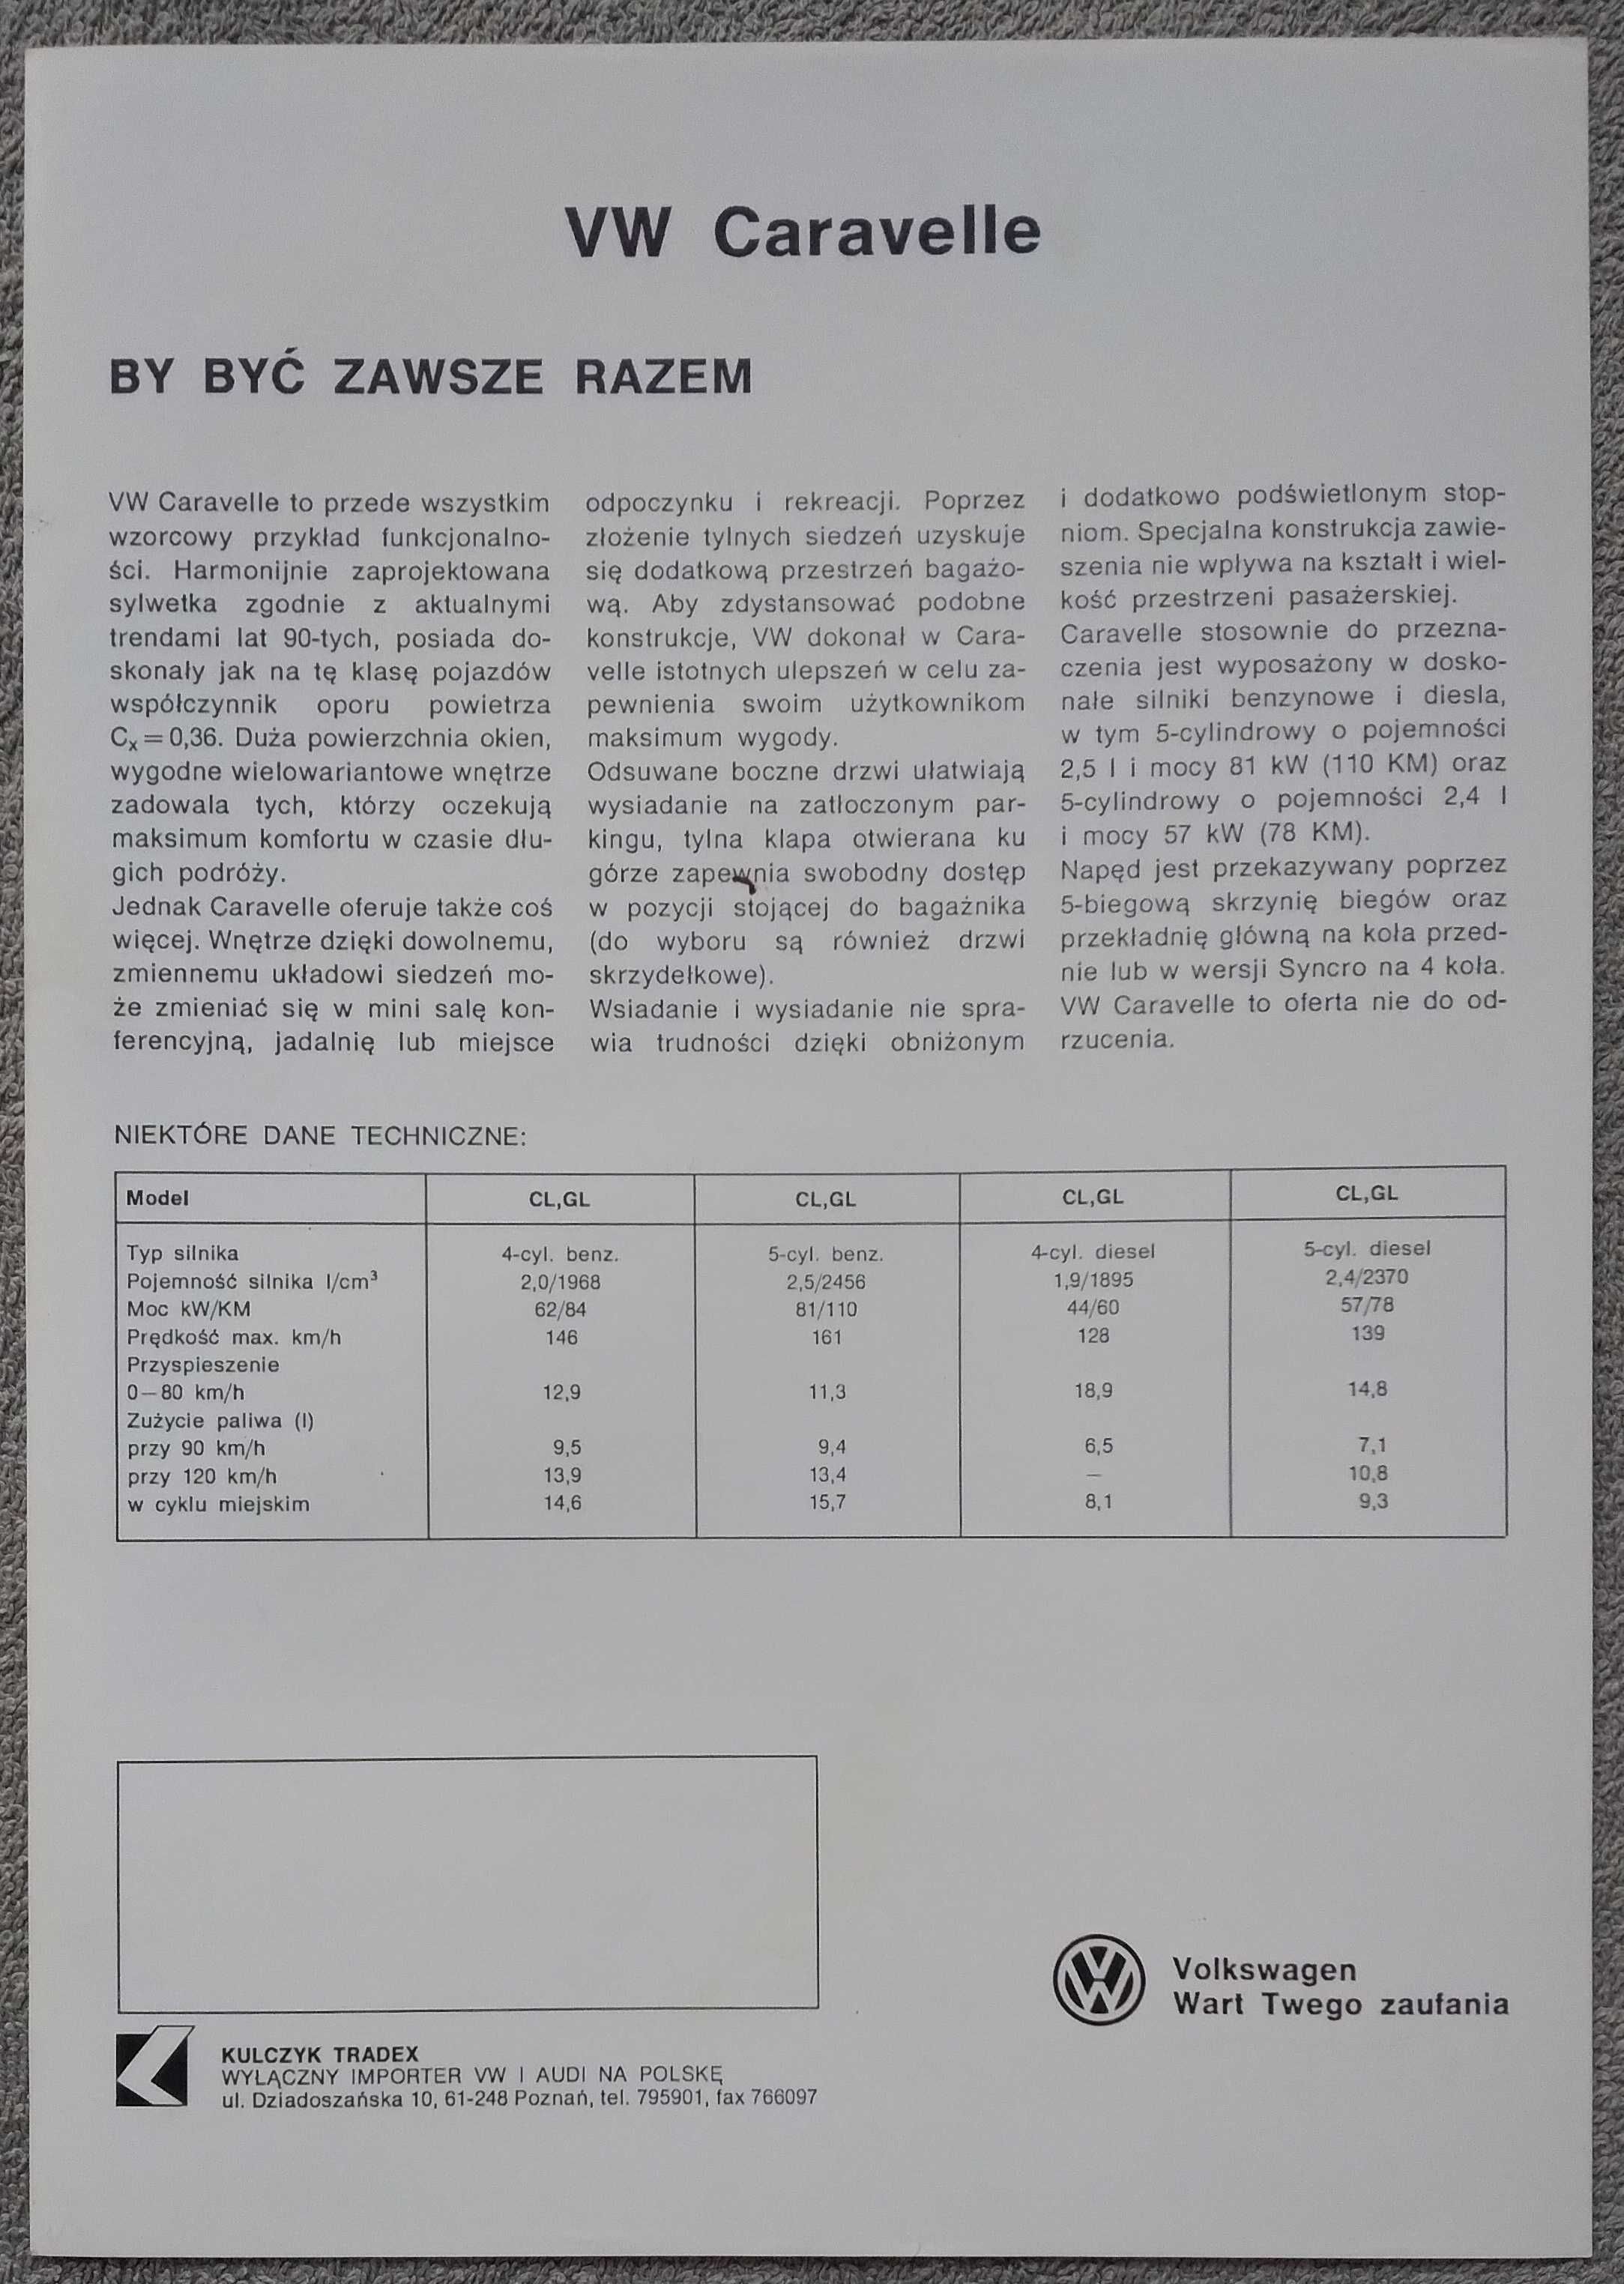 VW Caravelle
BY BYĆ ZAWSZE RAZEM
VW Caravelle to przede wszystkim
wzorcowy przykład funkcjonalno-
ści. Harmonijnie zaprojektowana
sylwetka zgodnie z aktualnymi
trendami lat 90-tych, posiada do-
skonały jak na tę klasę pojazdów
współczynnik oporu powietrza
Cx = 0,36. Duża powierzchnia okien,
wygodne wielowariantowe wnętrze
zadowala tych, którzy oczekują
maksimum komfortu w czasie dłu-
gich podróży.
Jednak Caravelle oferuje także coś
więcej. Wnętrze dzięki dowolnemu,
zmiennemu układowi siedzeń mo-
że zmieniać się w mini salę kon-
ferencyjną, jadalnię lub miejsce
odpoczynku i rekreacji. Poprzez
złożenie tylnych siedzeń uzyskuje
się dodatkową przestrzeń bagażo-
wą. Aby zdystansować podobne
konstrukcje, VW dokonał w Cara-
velle istotnych ulepszeń w celu za-
pewnienia swoim użytkownikom
maksimum wygody.
Odsuwane boczne drzwi ułatwiają
wysiadanie na zatłoczonym par-
kingu, tylna klapa otwierana ku
górze zapewnia swobodny dostęp
w pozycji stojącej do bagażnika
(do wyboru są również drzwi
skrzydełkowe).
Wsiadanie i wysiadanie nie spra-
wia trudności dzięki obniżonym
i dodatkowo podświetlonym stop-
niom. Specjalna konstrukcja zawie-
szenia nie wpływa na kształt i wiel-
kość przestrzeni pasażerskiej.
Caravelle stosownie do przezna-
czenia jest wyposażony w dosko-
nałe silniki benzynowe i diesla,
w tym 5-cylindrowy o pojemności
2,5 l i mocy 81 kW (110 KM) oraz
5-cylindrowy o pojemności 2,4 l
i mocy 57 kW (78 KM).
Napęd jest przekazywany poprzez
5-biegową skrzynię biegów oraz
przekładnię główną na koła przed-
nie lub w wersji Syncro na 4 koła.
VW Caravelle to oferta nie do od-
rzucenia.
NIEKTÓRE DANE TECHNICZNE:
Model CL,GL CL,GL CL,GL CL,GL
Typ silnika 4-cyl. benz. 5-cyl. benz. 4-cyl. diesel 5-cyl. diesel
Pojemność silnika l/cm³ 2,0/1968 2,5/2456 1,9/1895 2,4/2370
Moc kW/KM 62/84 81/110 44/60 57/78
Prędkość max. km/h 146 161 128 139
Przyspieszenie
0–80 km/h 12,9 11,3 18,9 14,8
Zużycie paliwa (l)
przy 90 km/h 9,5 9,4 6,5 7,1
przy 120 km/h 13,9 13,4 – 10,8
w cyklu miejskim 14,6 15,7 8,1 9,3
Volkswagen
Wart Twego zaufania
KULCZYK TRADEX
WYŁĄCZNY IMPORTER VW I AUDI NA POLSKĘ
ul. Dziadoszańska 10, 61-248 Poznań, tel. 795901, fax 766097